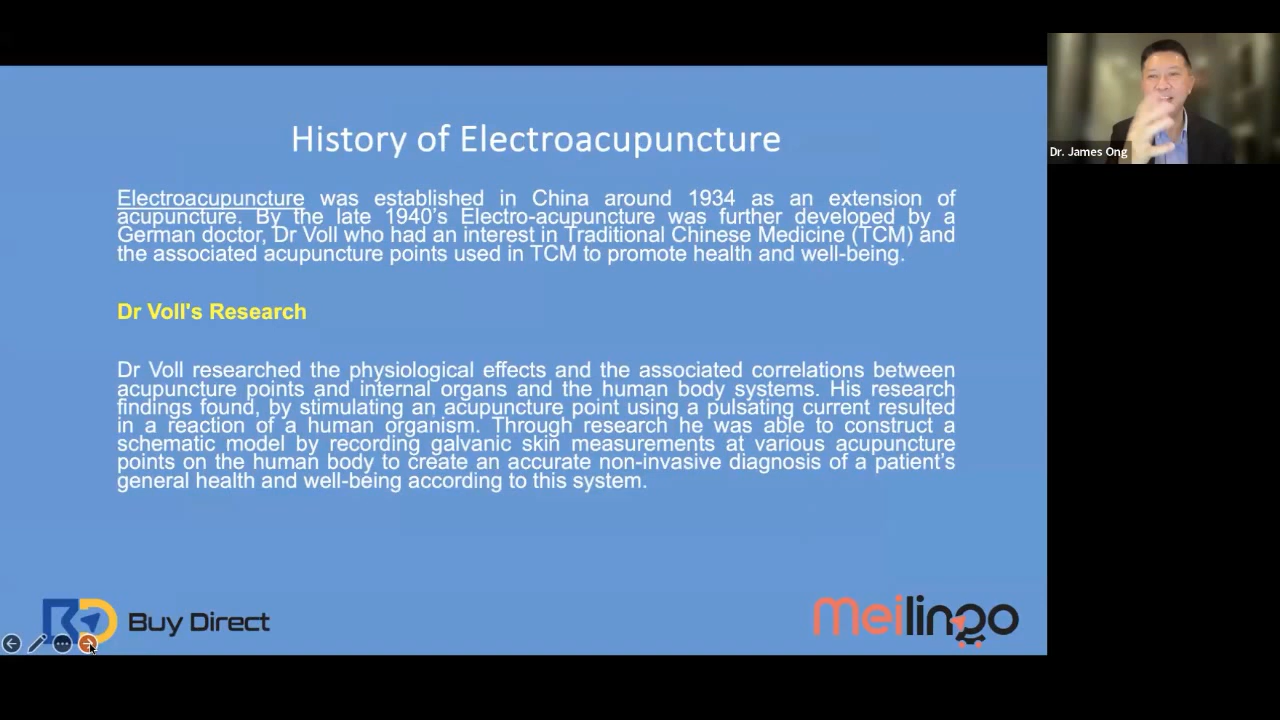 History of Electroacupuncture
Electroacupuncture was established in China around 1934 as an extension of
acupuncture. By the late 1940's Electro-acupuncture was further developed by a
German doctor, Dr Voll who had an interest in Traditional Chinese Medicine (TCM) and
the associated acupuncture points used in TCM to promote health and well-being.
Dr Voll's Research
Dr Voll researched the physiological effects and the associated correlations between
acupuncture points and internal organs and the human body systems. His research
findings found, by stimulating an acupuncture point using a pulsating current resulted
in a reaction of a human organism. Through research he was able to construct a
schematic model by recording galvanic skin measurements at various acupuncture
points on the human body to create an accurate non-invasive diagnosis of a patient's
general health and well-being according to this system.
BD Buy Direct
meilingo
Dr. James Ong